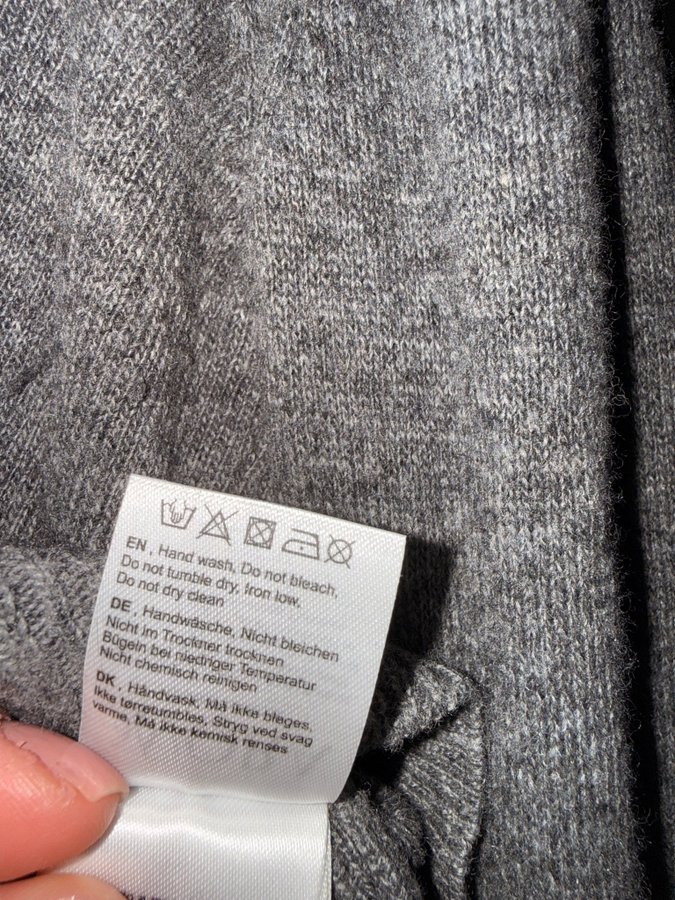 EN , Hand wash, Do not bleach,
Do not tumble dry, Iron low,
Do not dry clean
DE , Handwäsche, Nicht bleichen
Nicht im Trockner trocknen
Bügeln bei niedriger Temperatur
Nicht chemisch reinigen
DK , Håndvask, Må ikke bleges,
Ikke tørretumbles, Stryg ved svag
varme, Må ikke kemisk renses